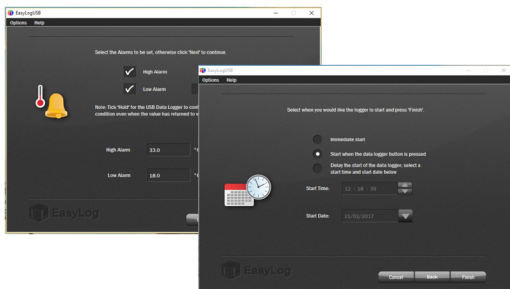 EasyLogUSB
Options Help
Select the Alarms to be set, otherwise click 'Next' to continue.
High Alarm
Low Alarm
Note: Tick 'Hold' for the USB Data Logger to
condition even when the value has returned to
High Alarm 33.0
Low Alarm 18.0
EasyLog
EasyLogUSB
Options Help
Select when you would like the logger to start and press 'Finish'.
Immediate start
Start when the data logger button is pressed
Delay the start of the data logger, select a
start time and start date below
Start Time:
Start Date: 21/02/2017
EasyLog
Cancel Back Finish